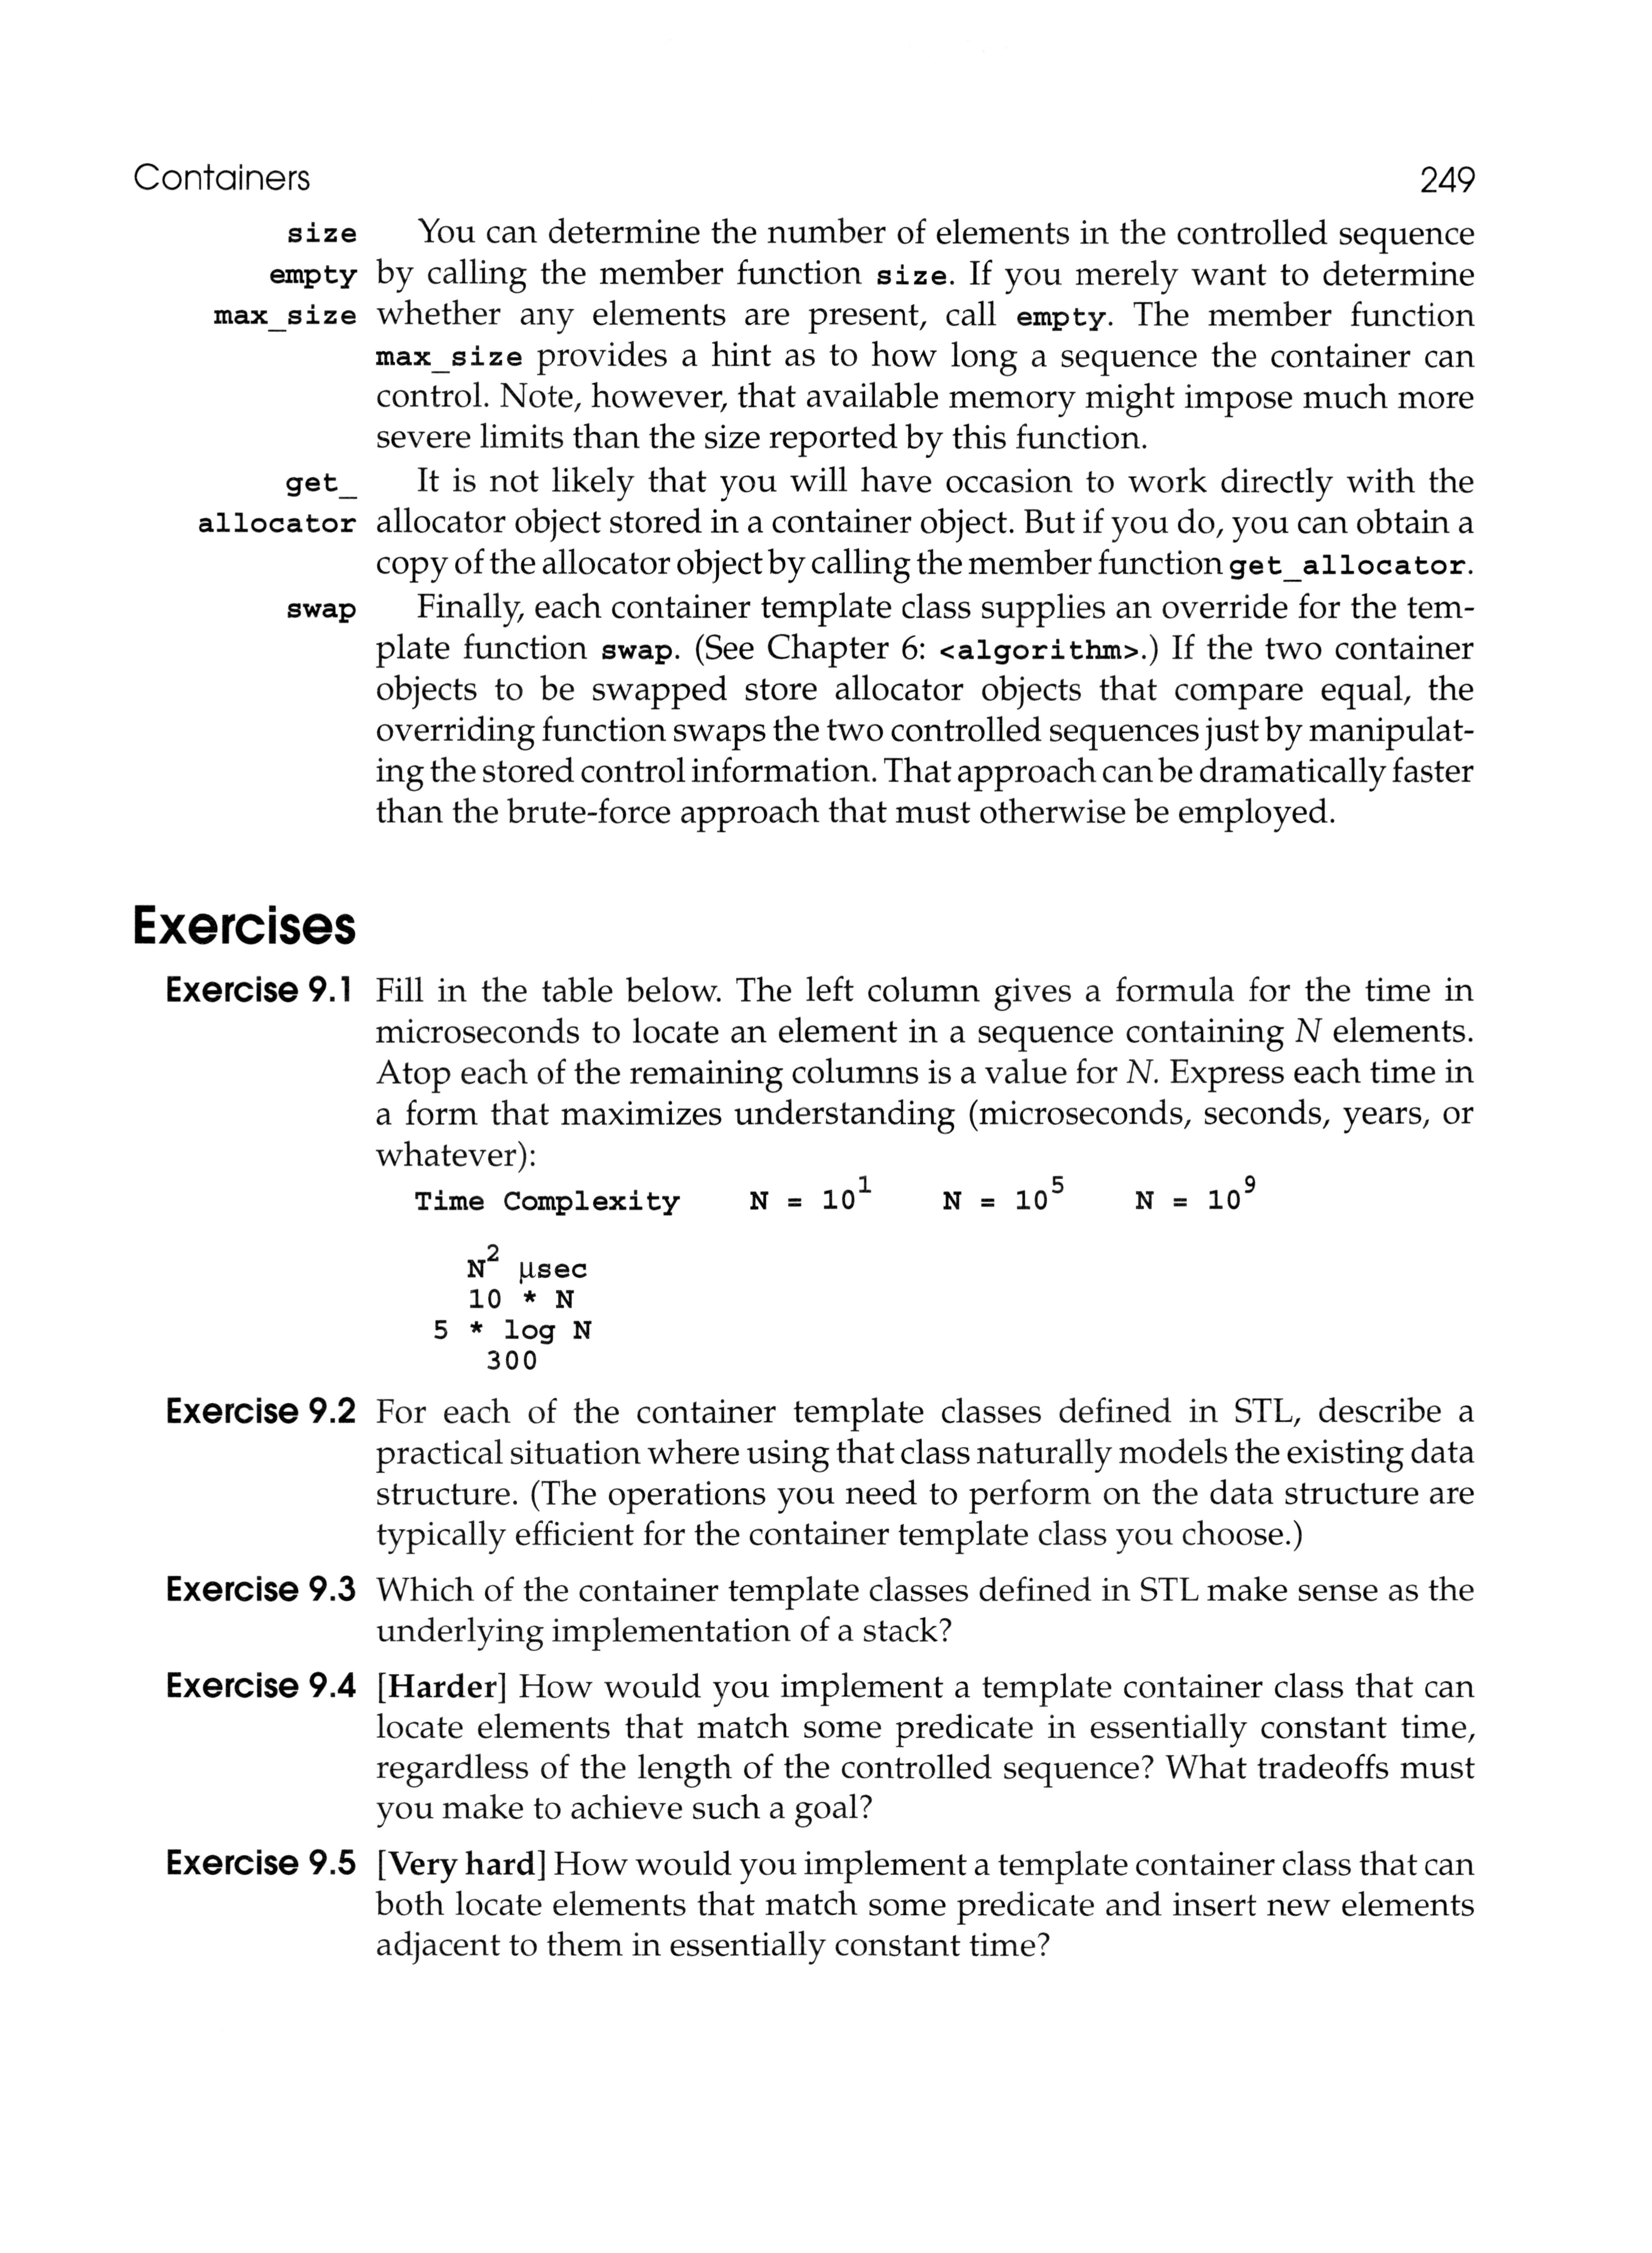 Containers 249
size You can determine the number of elements in the controlled sequence
empty by calling the member function size. If you merely want to determine
max_size whether any elements are present, call empty. The member function
max_size provides a hint as to how long a sequence the container can
control. Note, however, that available memory might impose much more
severe limits than the size reported by this function.
get_ It is not likely that you will have occasion to work directly with the
allocator allocator object stored in a container object. But if you do, you can obtain a
copy of the allocator object by calling the member function get_allocator.
swap Finally, each container template class supplies an override for the tem-
plate function swap. (See Chapter 6: <algorithm>.) If the two container
objects to be swapped store allocator objects that compare equal, the
overriding function swaps the two controlled sequences just by manipulat-
ing the stored control information. That approach can be dramatically faster
than the brute-force approach that must otherwise be employed.
Exercises
Exercise 9.1 Fill in the table below. The left column gives a formula for the time in
microseconds to locate an element in a sequence containing N elements.
Atop each of the remaining columns is a value for N. Express each time in
a form that maximizes understanding (microseconds, seconds, years, or
whatever):
Time Complexity N = 10¹ N = 10⁵ N = 10⁹
N² µsec
10 * N
5 * log N
300
Exercise 9.2 For each of the container template classes defined in STL, describe a
practical situation where using that class naturally models the existing data
structure. (The operations you need to perform on the data structure are
typically efficient for the container template class you choose.)
Exercise 9.3 Which of the container template classes defined in STL make sense as the
underlying implementation of a stack?
Exercise 9.4 [Harder] How would you implement a template container class that can
locate elements that match some predicate in essentially constant time,
regardless of the length of the controlled sequence? What tradeoffs must
you make to achieve such a goal?
Exercise 9.5 [Very hard] How would you implement a template container class that can
both locate elements that match some predicate and insert new elements
adjacent to them in essentially constant time?